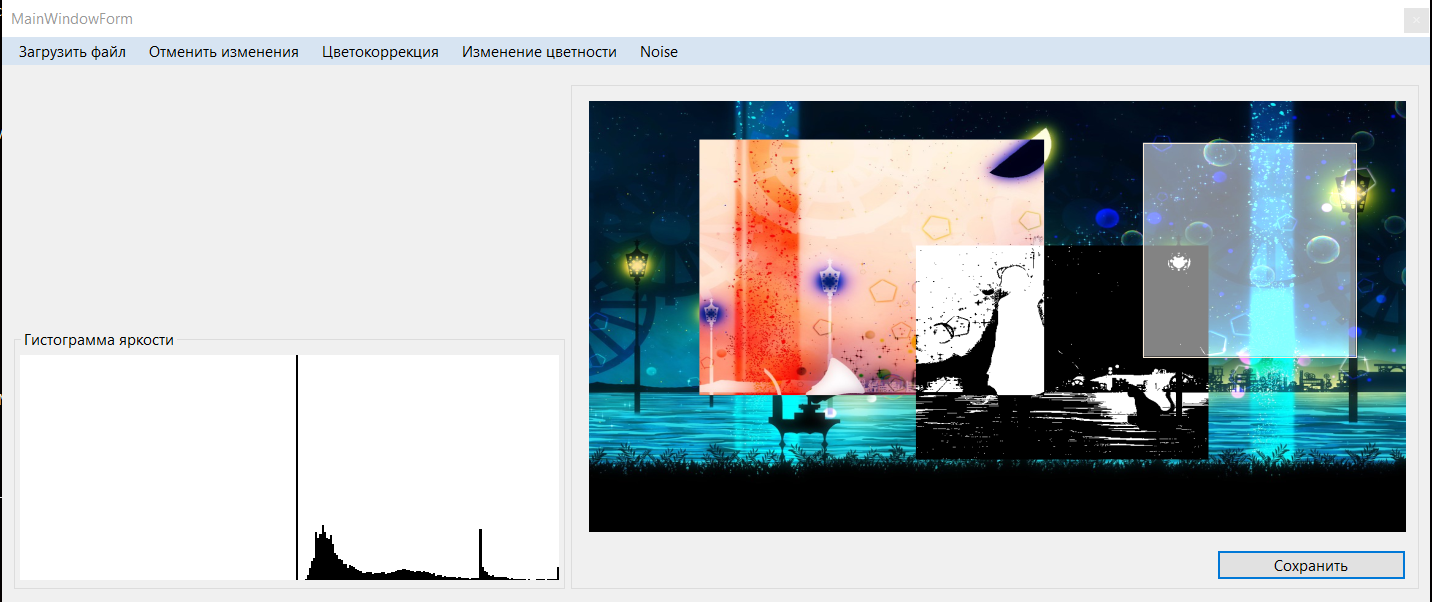 MainWindowForm
Загрузить файл Отменить изменения Цветокоррекция Изменение цветности Noise
Гистограмма яркости
Сохранить